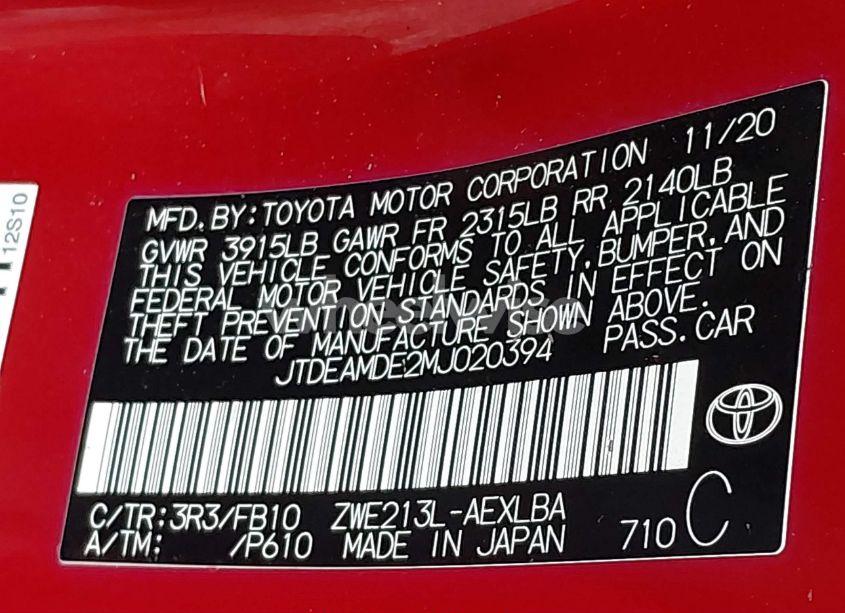 MFD. BY: TOYOTA MOTOR CORPORATION 11/20
GVWR 3915LB GAWR FR 2315LB RR 2140LB
THIS VEHICLE CONFORMS TO ALL APPLICABLE
FEDERAL MOTOR VEHICLE SAFETY, BUMPER, AND
THEFT PREVENTION STANDARDS IN EFFECT ON
THE DATE OF MANUFACTURE SHOWN ABOVE.
JTDEAMDE2MJ020394 PASS. CAR
C/TR: 3R3/FB10 ZWE213L-AEXLBA
A/TM: /P610 MADE IN JAPAN 710 C
12S10